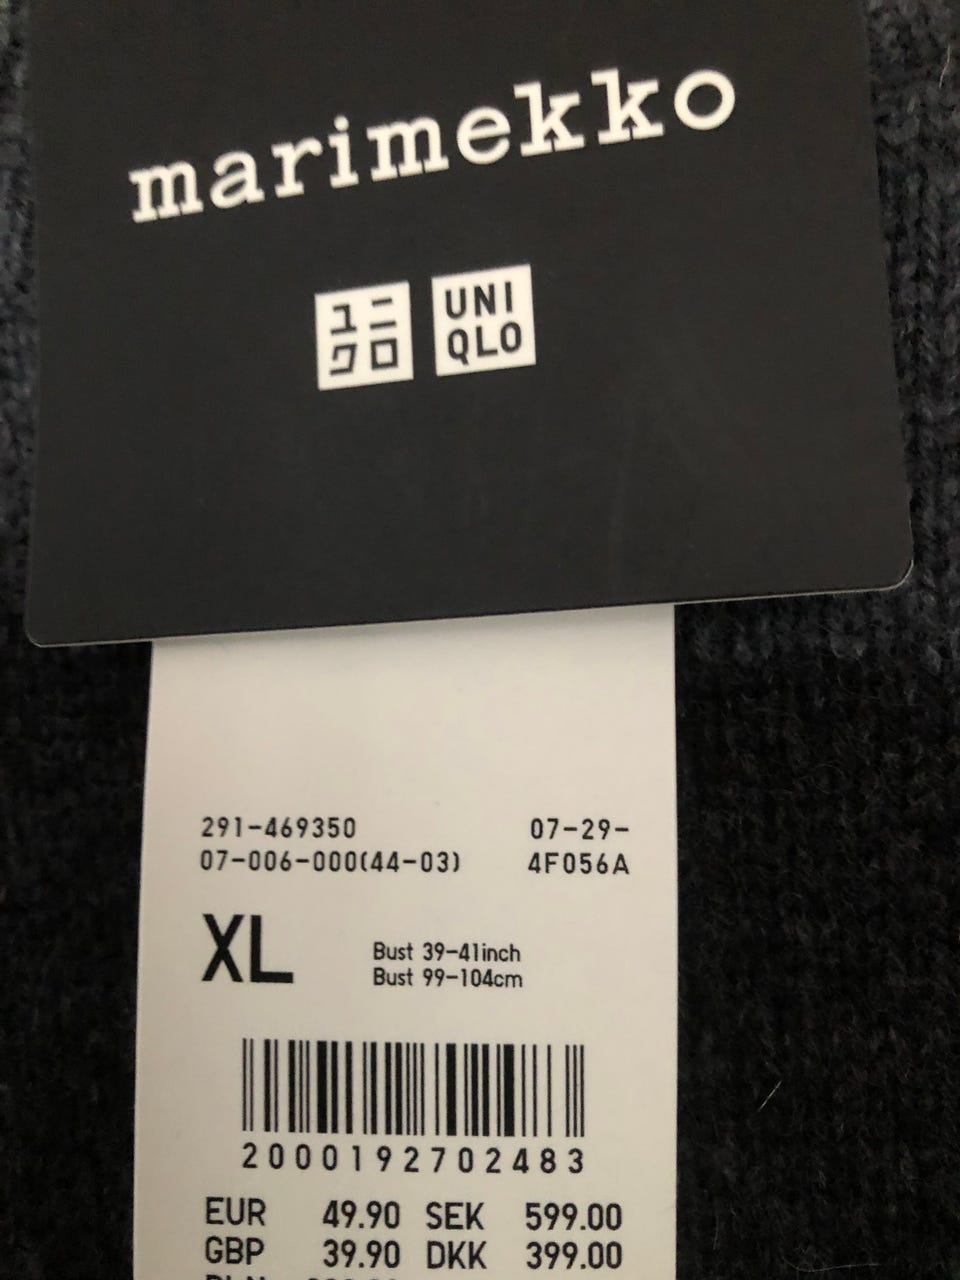 marimekko
ユニ UNI
クロ QLO
291-469350 07-29-
07-006-000(44-03) 4F056A
XL Bust 39-41inch
Bust 99-104cm
2000192702483
EUR 49.90 SEK 599.00
GBP 39.90 DKK 399.00